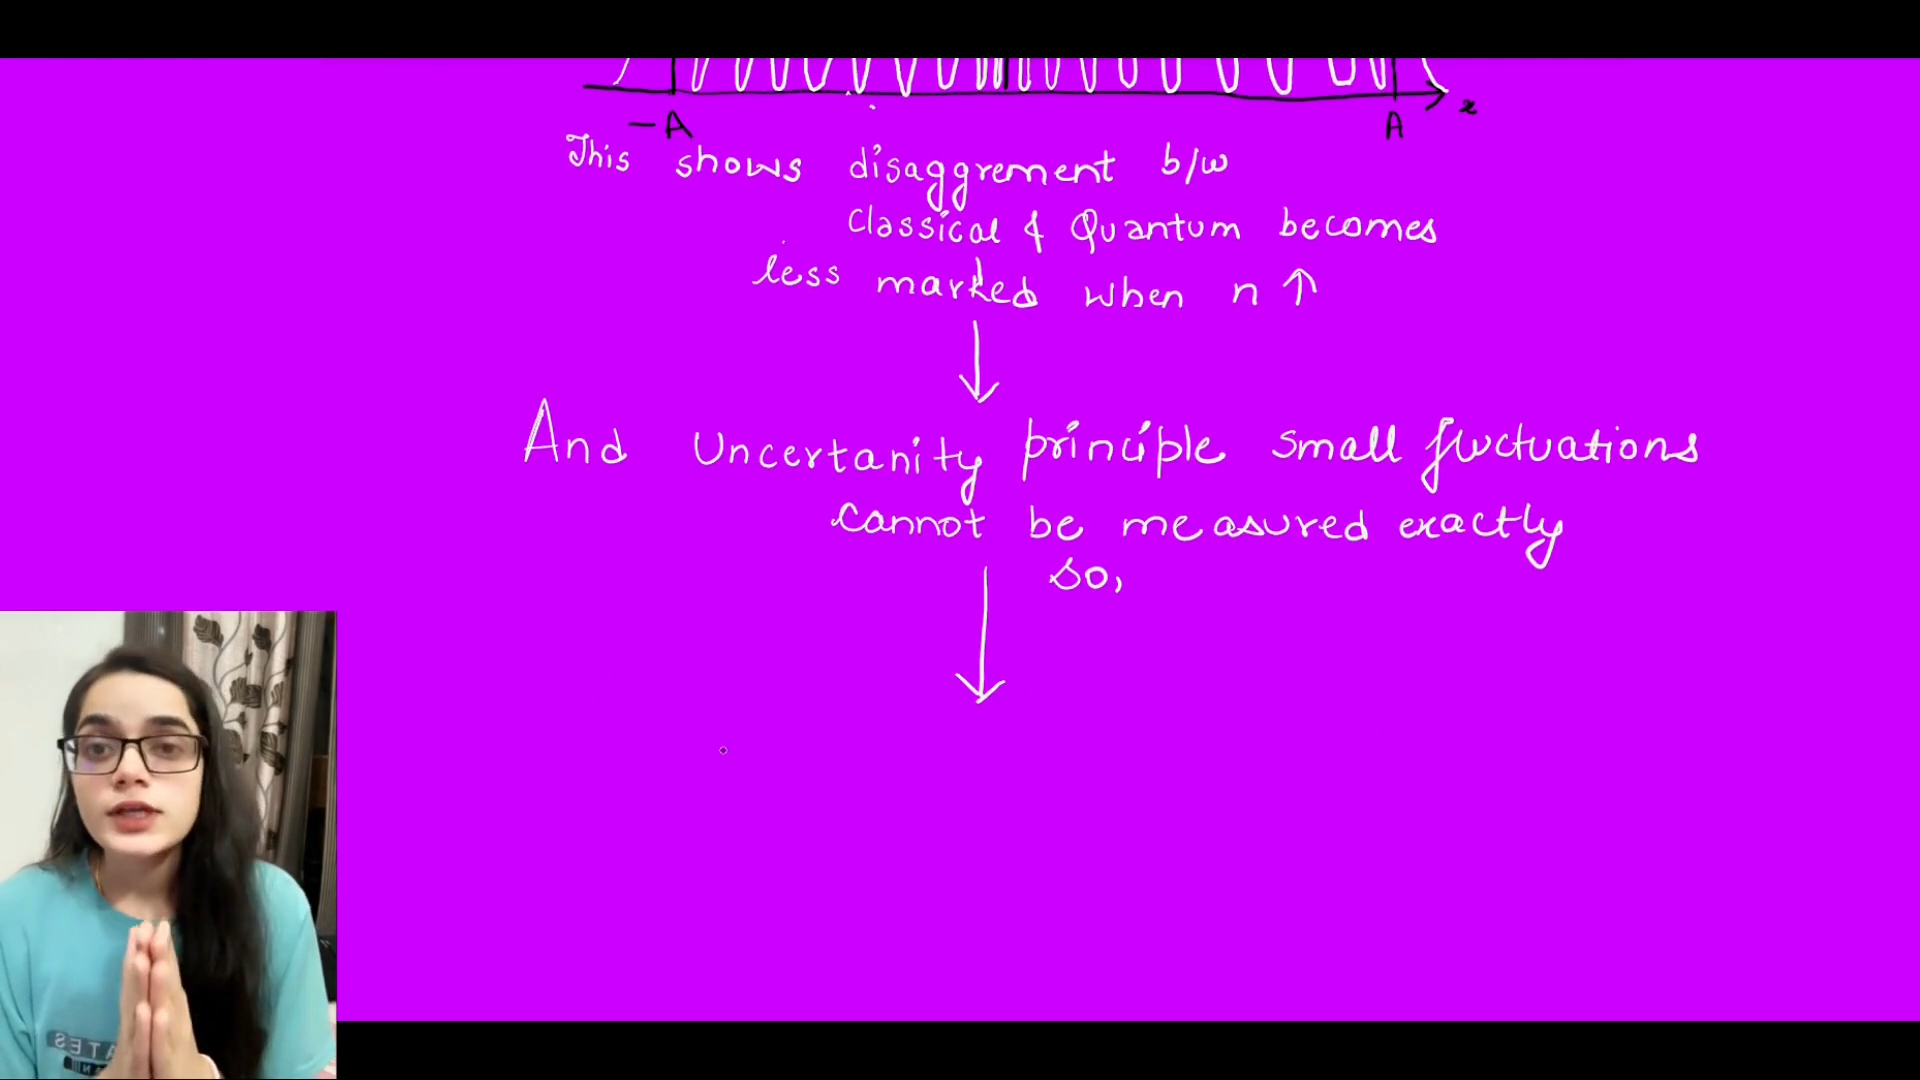 -A A x
This shows disaggrement b/w
Classical & Quantum becomes
less marked when n ↑
And Uncertanity principle small fluctuations
cannot be measured exactly
so,